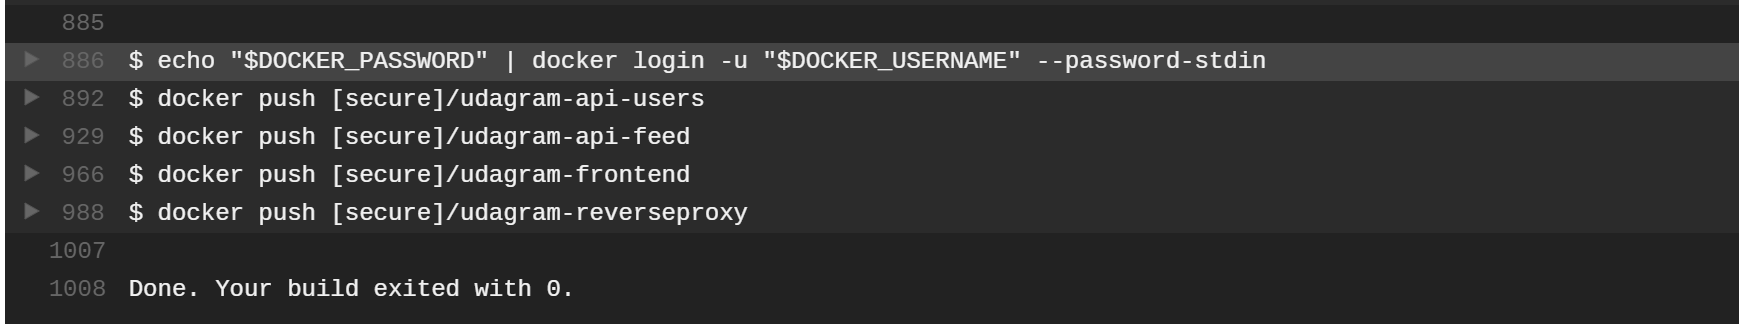 885
886 $ echo "$DOCKER_PASSWORD" | docker login -u "$DOCKER_USERNAME" --password-stdin
892 $ docker push [secure]/udagram-api-users
929 $ docker push [secure]/udagram-api-feed
966 $ docker push [secure]/udagram-frontend
988 $ docker push [secure]/udagram-reverseproxy
1007
1008 Done. Your build exited with 0.